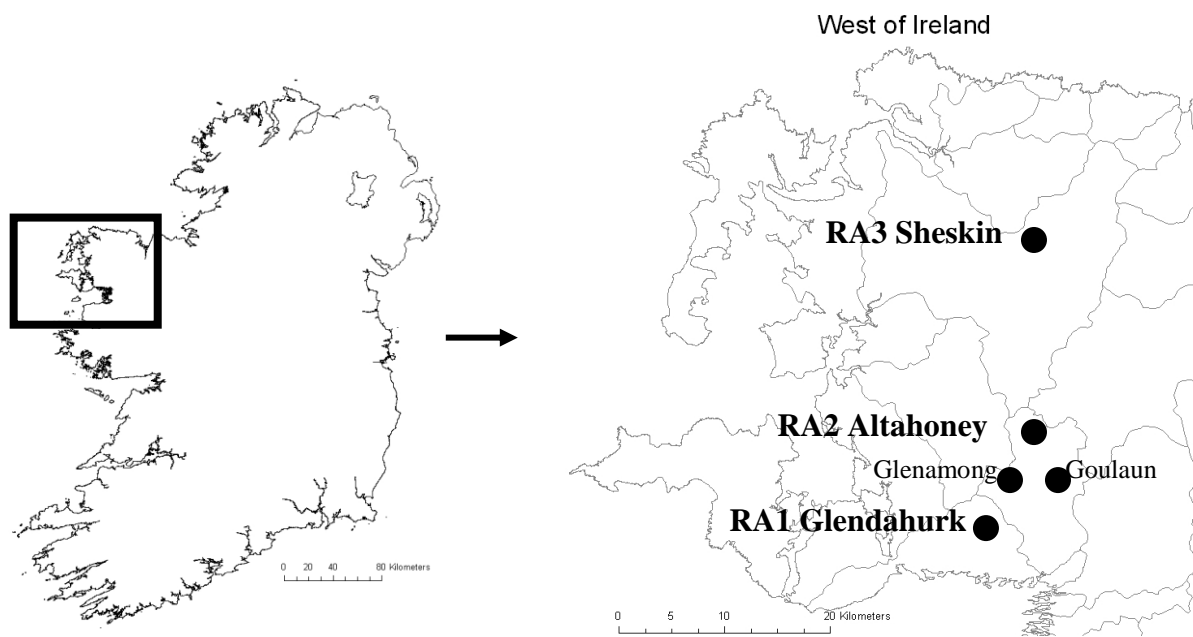 West of Ireland
RA3 Sheskin
RA2 Altahoney
Glenamong
Goulaun
RA1 Glendahurk
0 40 80 Kilometers
0 5 10 20 Kilometers